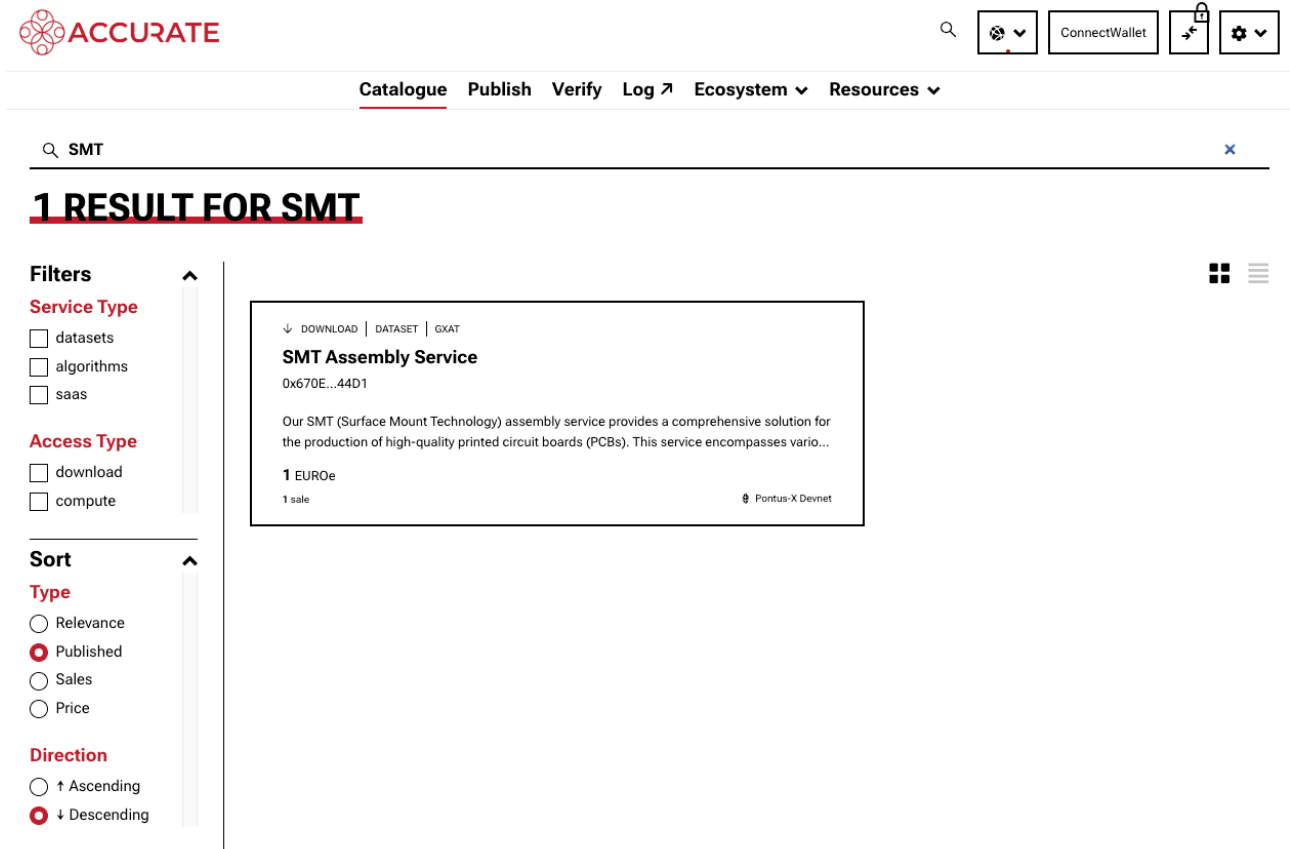 ACCURATE
ConnectWallet
Catalogue Publish Verify Log ↗ Ecosystem Resources
SMT
1 RESULT FOR SMT
Filters
Service Type
datasets
algorithms
saas
Access Type
download
compute
Sort
Type
Relevance
Published
Sales
Price
Direction
↑ Ascending
↓ Descending
↓ DOWNLOAD | DATASET | GXAT
SMT Assembly Service
0x670E...44D1
Our SMT (Surface Mount Technology) assembly service provides a comprehensive solution for
the production of high-quality printed circuit boards (PCBs). This service encompasses vario...
1 EUROe
1 sale
Pontus-X Devnet